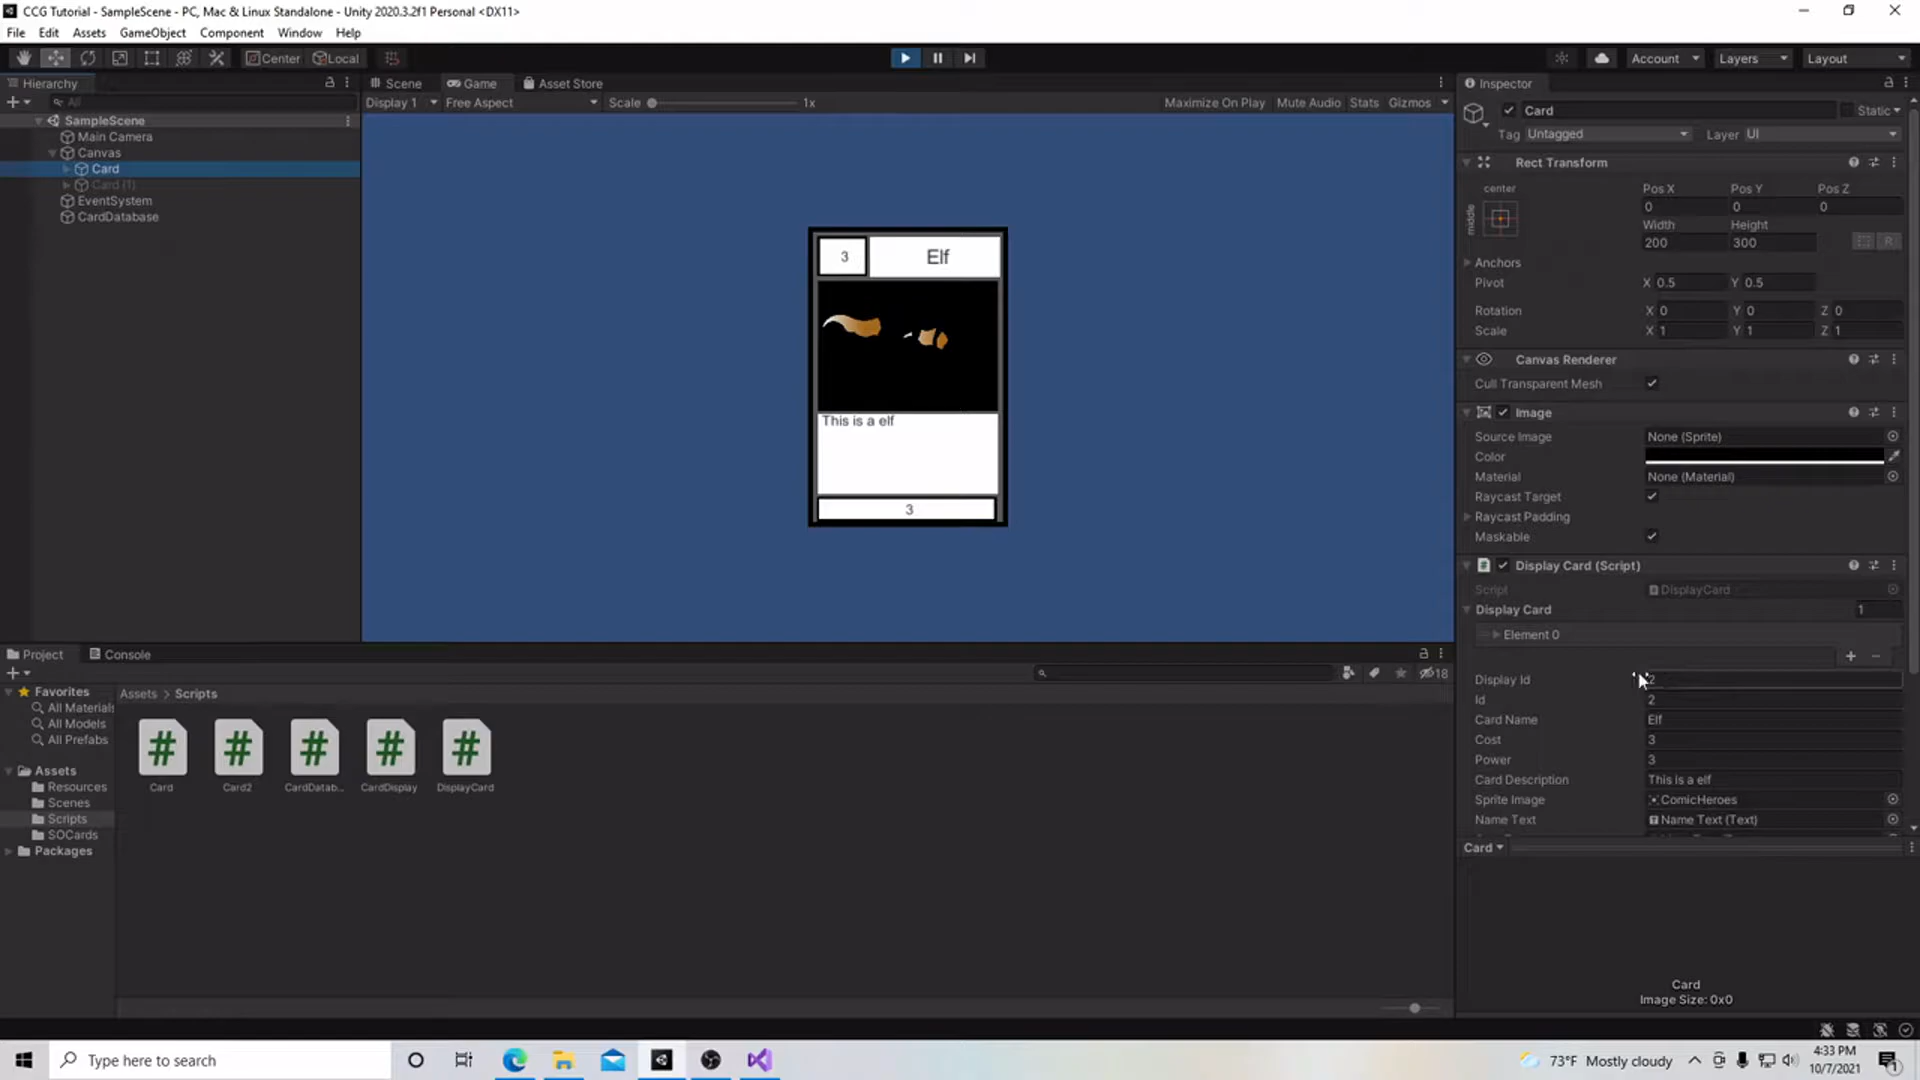 CCG Tutorial - SampleScene - PC, Mac & Linux Standalone - Unity 2020.3.2f1 Personal <DX11>
File Edit Assets GameObject Component Window Help
Center Local
Account Layers Layout
Hierarchy
Scene Game Asset Store
Inspector
All
Display 1 Free Aspect Scale 1x Maximize On Play Mute Audio Stats Gizmos
Card Static
Tag Untagged Layer UI
SampleScene
Main Camera
Canvas
Card
Card (1)
EventSystem
CardDatabase
3 Elf
This is a elf
3
Rect Transform
center
middle
Pos X Pos Y Pos Z
0 0 0
Width Height
200 300
R
Anchors
Pivot X 0.5 Y 0.5
Rotation X 0 Y 0 Z 0
Scale X 1 Y 1 Z 1
Canvas Renderer
Cull Transparent Mesh
Image
Source Image None (Sprite)
Color
Material None (Material)
Raycast Target
Raycast Padding
Maskable
Display Card (Script)
Script DisplayCard
Display Card 1
Element 0
Display Id 2
Id 2
Card Name Elf
Cost 3
Power 3
Card Description This is a elf
Sprite Image ComicHeroes
Name Text Name Text (Text)
Card
Card
Image Size: 0x0
Project Console
18
Favorites
All Materials
All Models
All Prefabs
Assets
Resources
Scenes
Scripts
SOCards
Packages
Assets > Scripts
Card Card2 CardDatab... CardDisplay DisplayCard
Type here to search
73°F Mostly cloudy
4:33 PM
10/7/2021
1